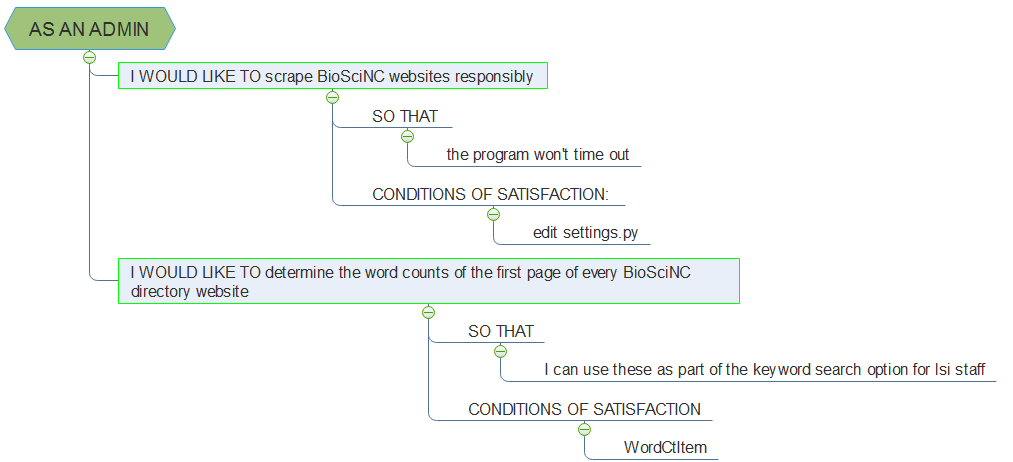 AS AN ADMIN
I WOULD LIKE TO scrape BioSciNC websites responsibly
SO THAT
the program won't time out
CONDITIONS OF SATISFACTION:
edit settings.py
I WOULD LIKE TO determine the word counts of the first page of every BioSciNC
directory website
SO THAT
I can use these as part of the keyword search option for lsi staff
CONDITIONS OF SATISFACTION
WordCtItem